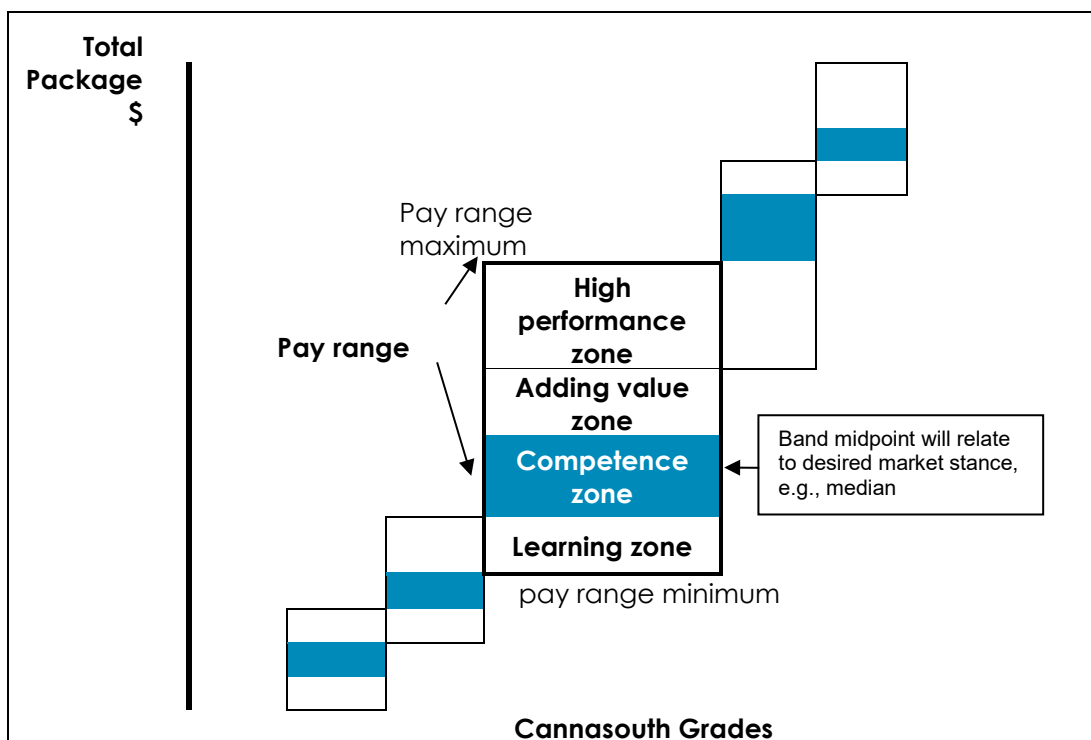 Total
Package
$
Pay range
maximum
High
performance
zone
Pay range
Adding value
zone
Competence
zone
Band midpoint will relate
to desired market stance,
e.g., median
Learning zone
pay range minimum
Cannasouth Grades